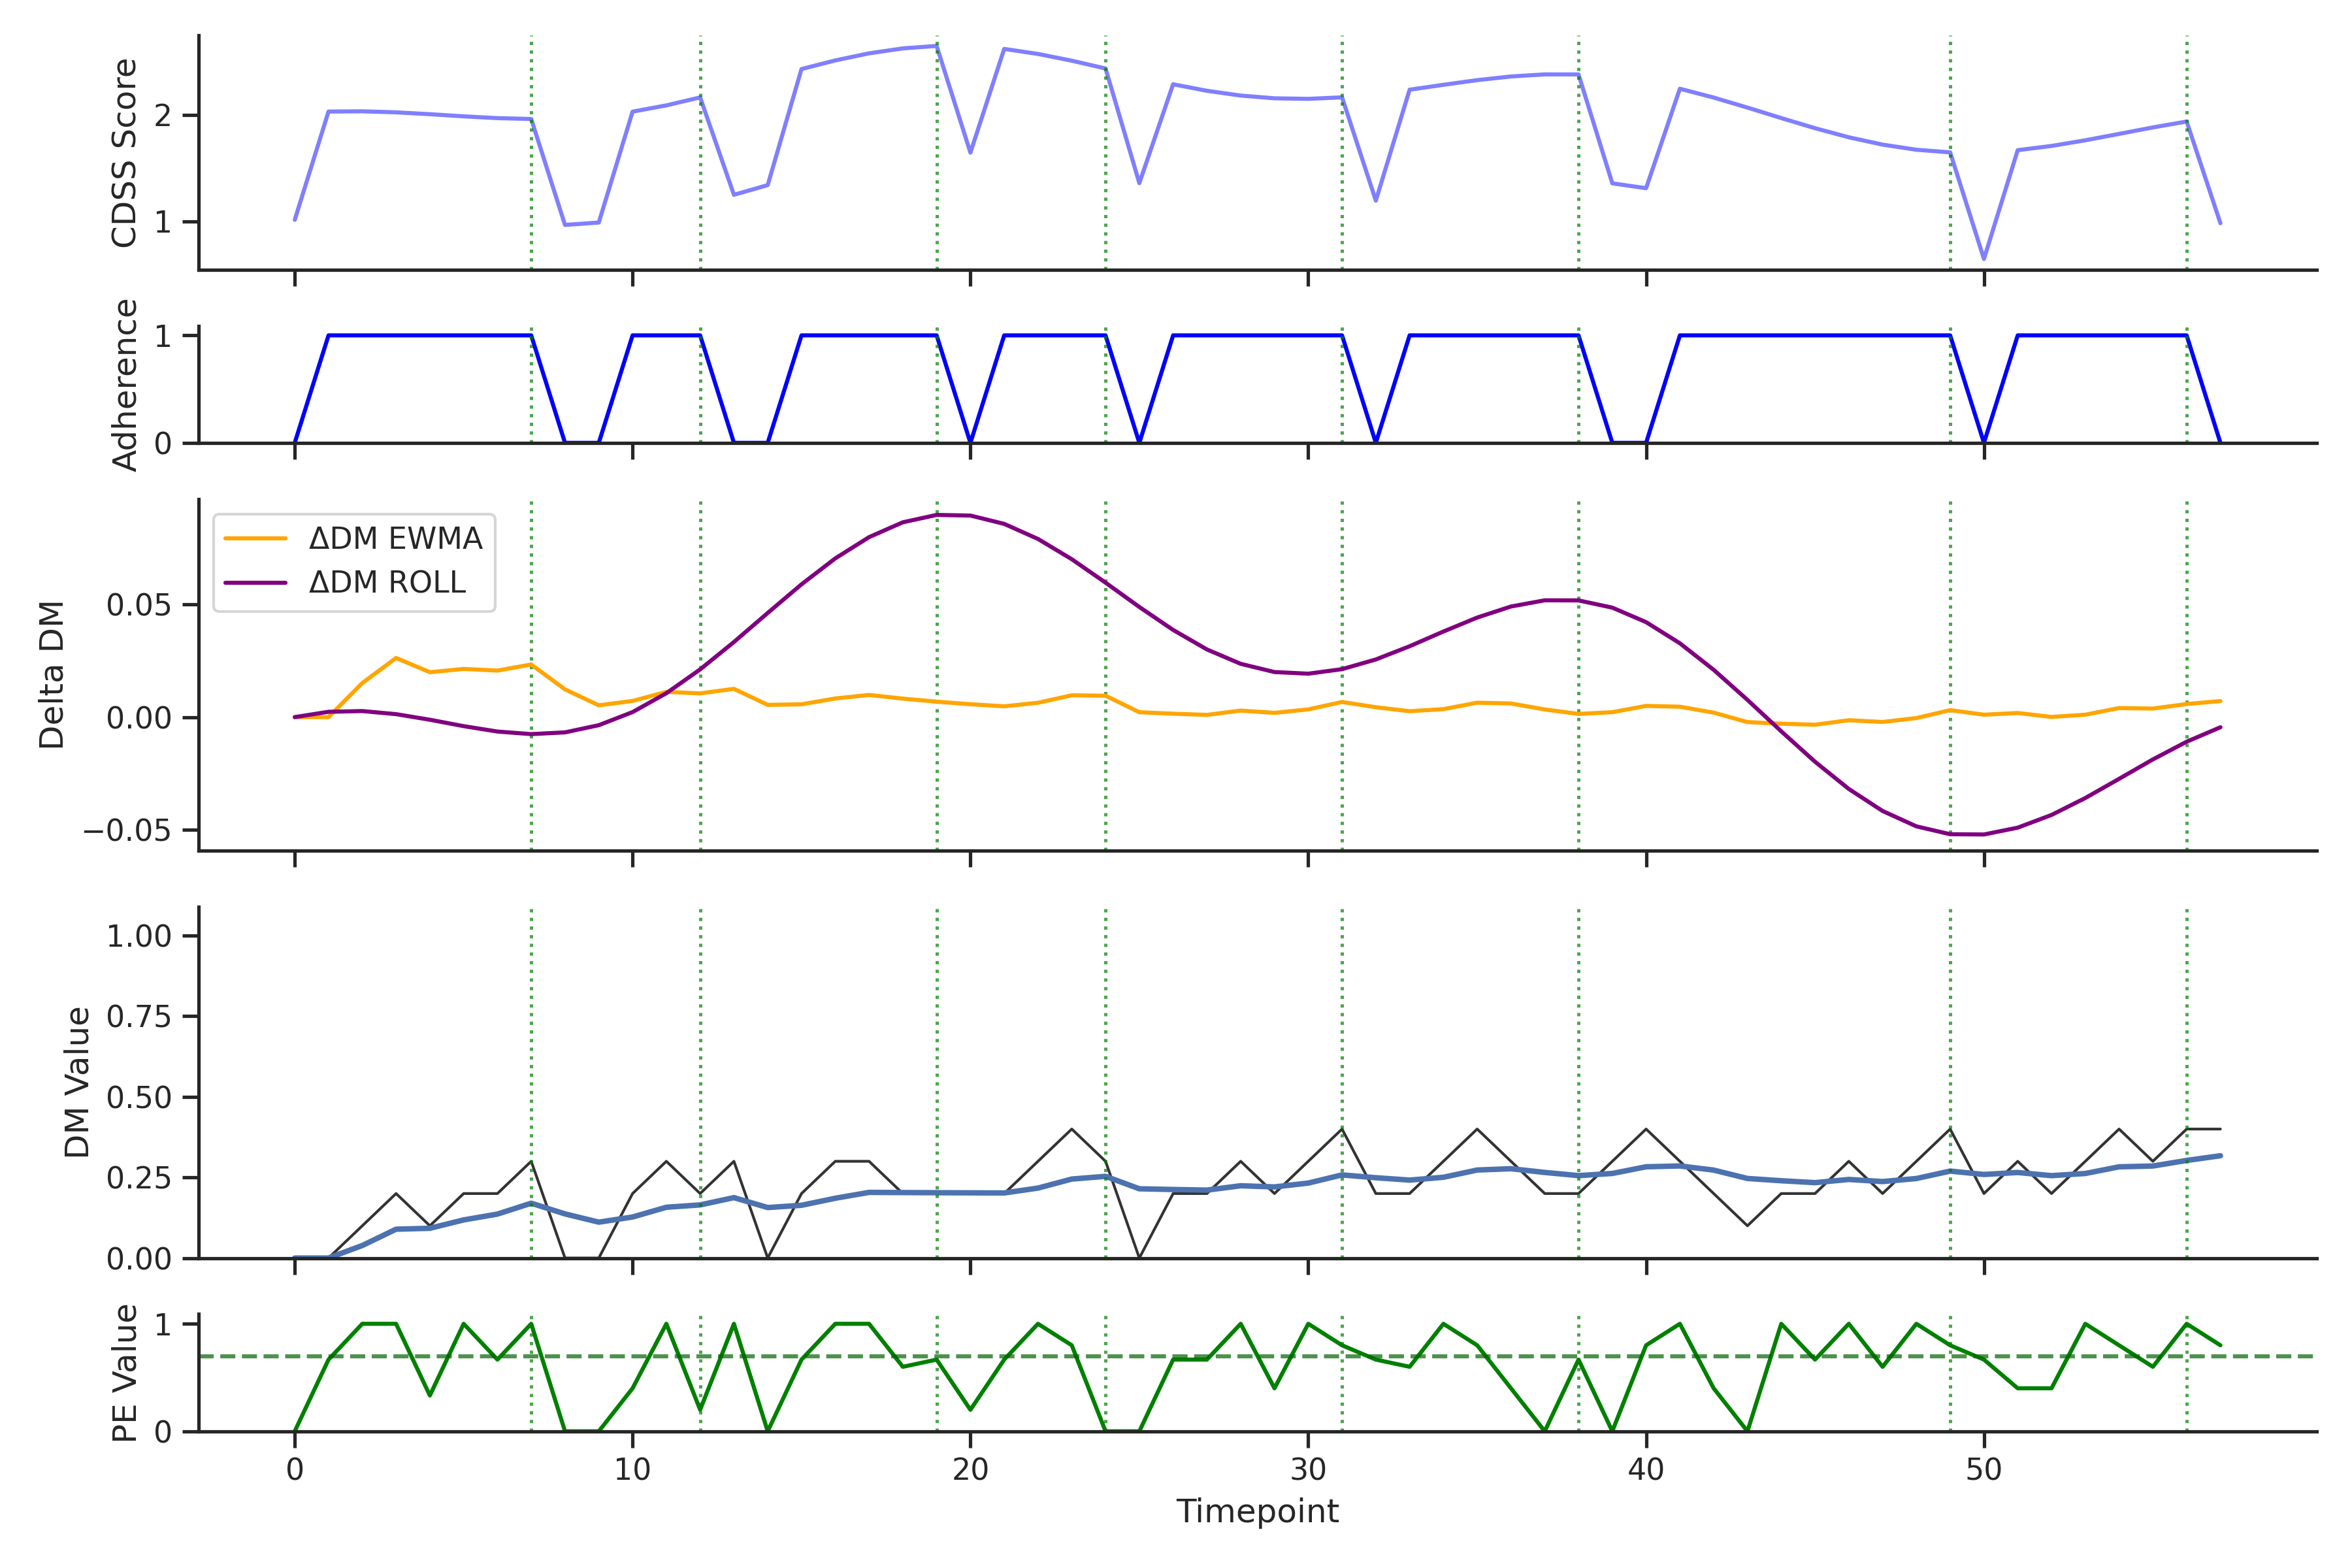 CDSS Score
2
1
Adherence
1
0
Delta DM
ΔDM EWMA
ΔDM ROLL
0.05
0.00
−0.05
DM Value
1.00
0.75
0.50
0.25
0.00
PE Value
1
0
0 10 20 30 40 50
Timepoint